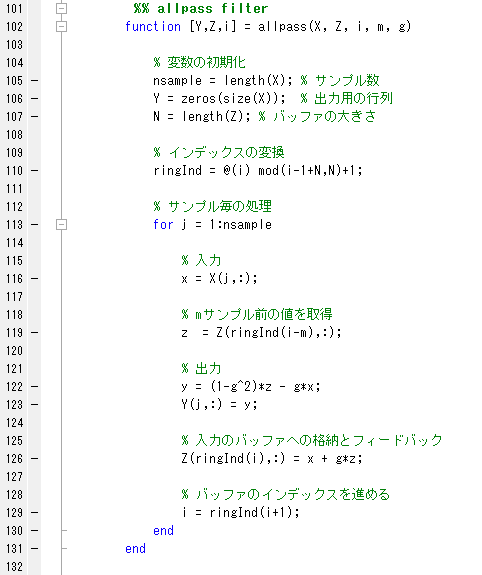 101 %% allpass filter
102 function [Y,Z,i] = allpass(X, Z, i, m, g)
103
104 % 変数の初期化
105 – nsample = length(X); % サンプル数
106 – Y = zeros(size(X));  % 出力用の行列
107 – N = length(Z); % バッファの大きさ
108
109 % インデックスの変換
110 – ringInd = @(i) mod(i-1+N,N)+1;
111
112 % サンプル毎の処理
113 – for j = 1:nsample
114
115 % 入力
116 – x = X(j,:);
117
118 % mサンプル前の値を取得
119 – z  = Z(ringInd(i-m),:);
120
121 % 出力
122 – y = (1-g^2)*z - g*x;
123 – Y(j,:) = y;
124
125 % 入力のバッファへの格納とフィードバック
126 – Z(ringInd(i),:) = x + g*z;
127
128 % バッファのインデックスを進める
129 – i = ringInd(i+1);
130 – end
131 – end
132